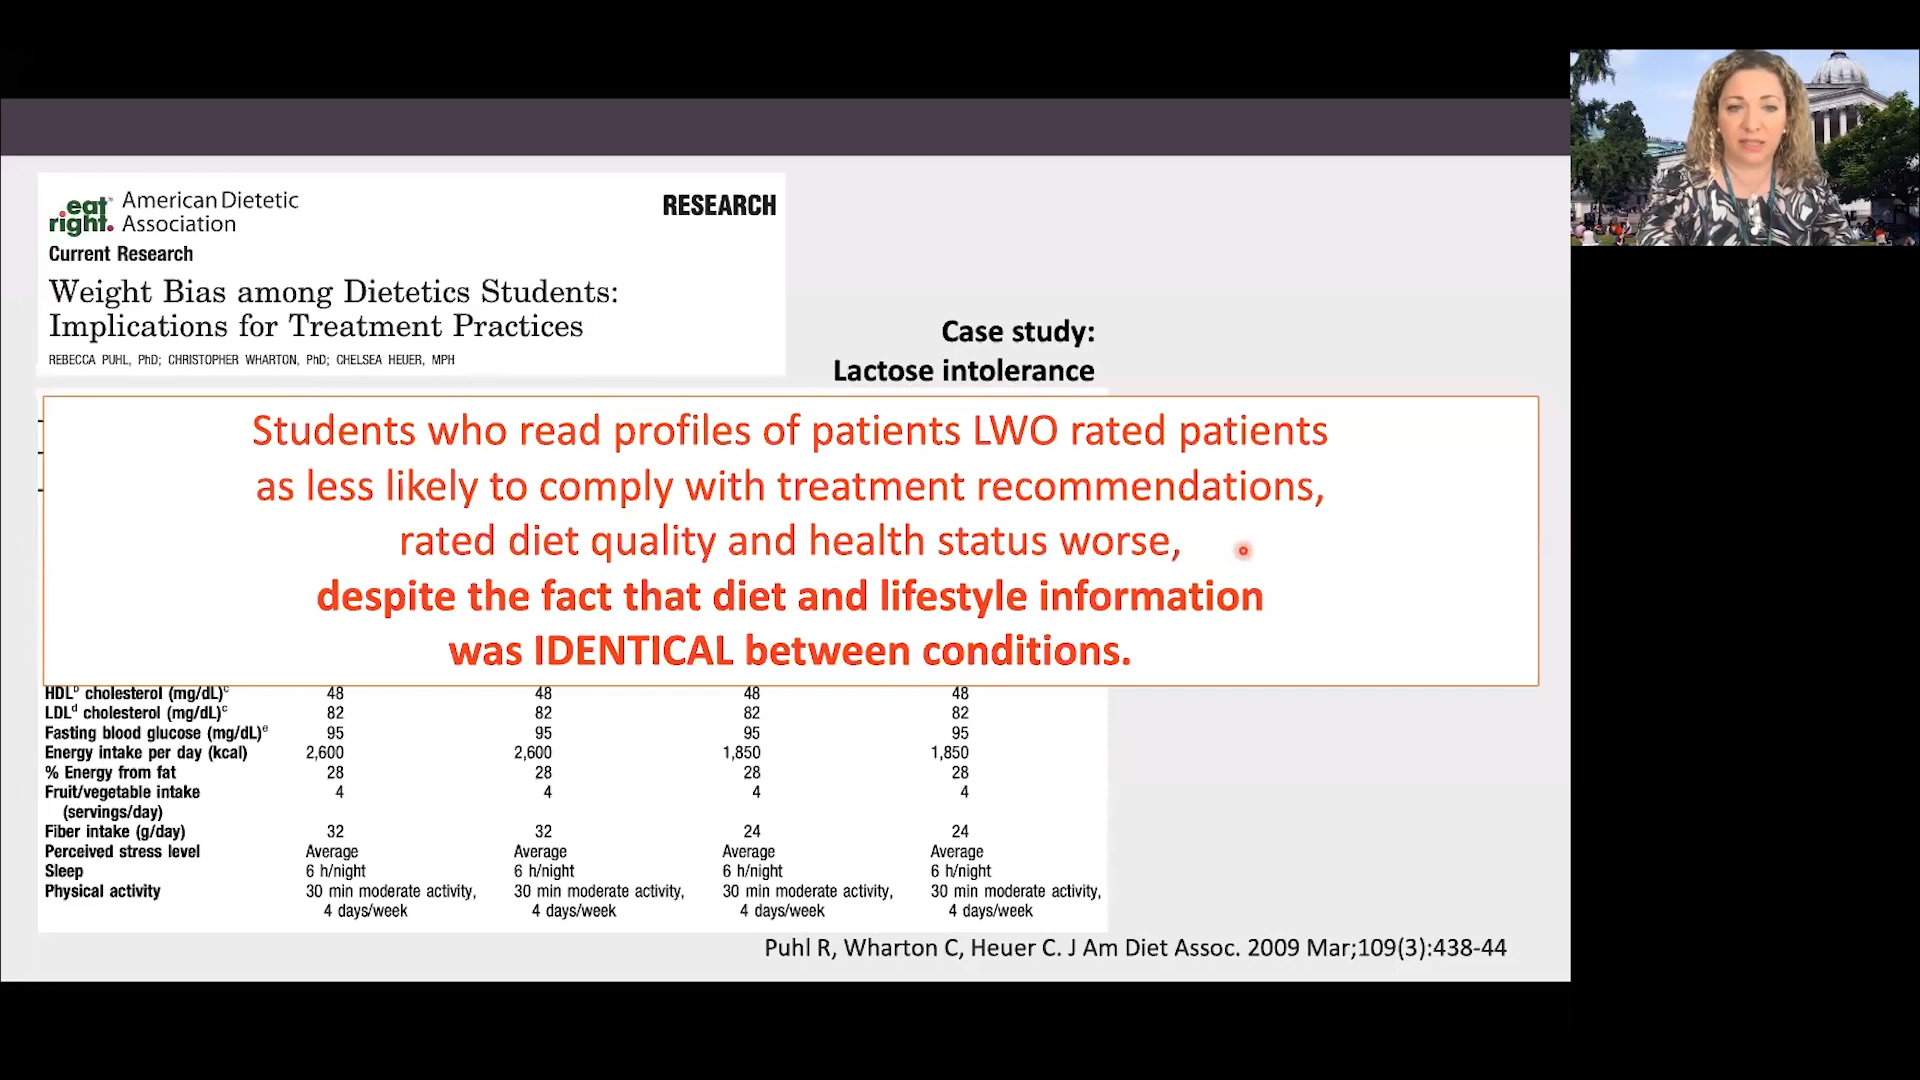 eat right. American Dietetic Association
RESEARCH
Current Research
Weight Bias among Dietetics Students:
Implications for Treatment Practices
REBECCA PUHL, PhD; CHRISTOPHER WHARTON, PhD; CHELSEA HEUER, MPH
Case study:
Lactose intolerance
Students who read profiles of patients LWO rated patients
as less likely to comply with treatment recommendations,
rated diet quality and health status worse,
despite the fact that diet and lifestyle information
was IDENTICAL between conditions.
HDLb cholesterol (mg/dL)c 48 48 48 48
LDLd cholesterol (mg/dL)c 82 82 82 82
Fasting blood glucose (mg/dL)e 95 95 95 95
Energy intake per day (kcal) 2,600 2,600 1,850 1,850
% Energy from fat 28 28 28 28
Fruit/vegetable intake 4 4 4 4
(servings/day)
Fiber intake (g/day) 32 32 24 24
Perceived stress level Average Average Average Average
Sleep 6 h/night 6 h/night 6 h/night 6 h/night
Physical activity 30 min moderate activity, 30 min moderate activity, 30 min moderate activity, 30 min moderate activity,
4 days/week 4 days/week 4 days/week 4 days/week
Puhl R, Wharton C, Heuer C. J Am Diet Assoc. 2009 Mar;109(3):438-44